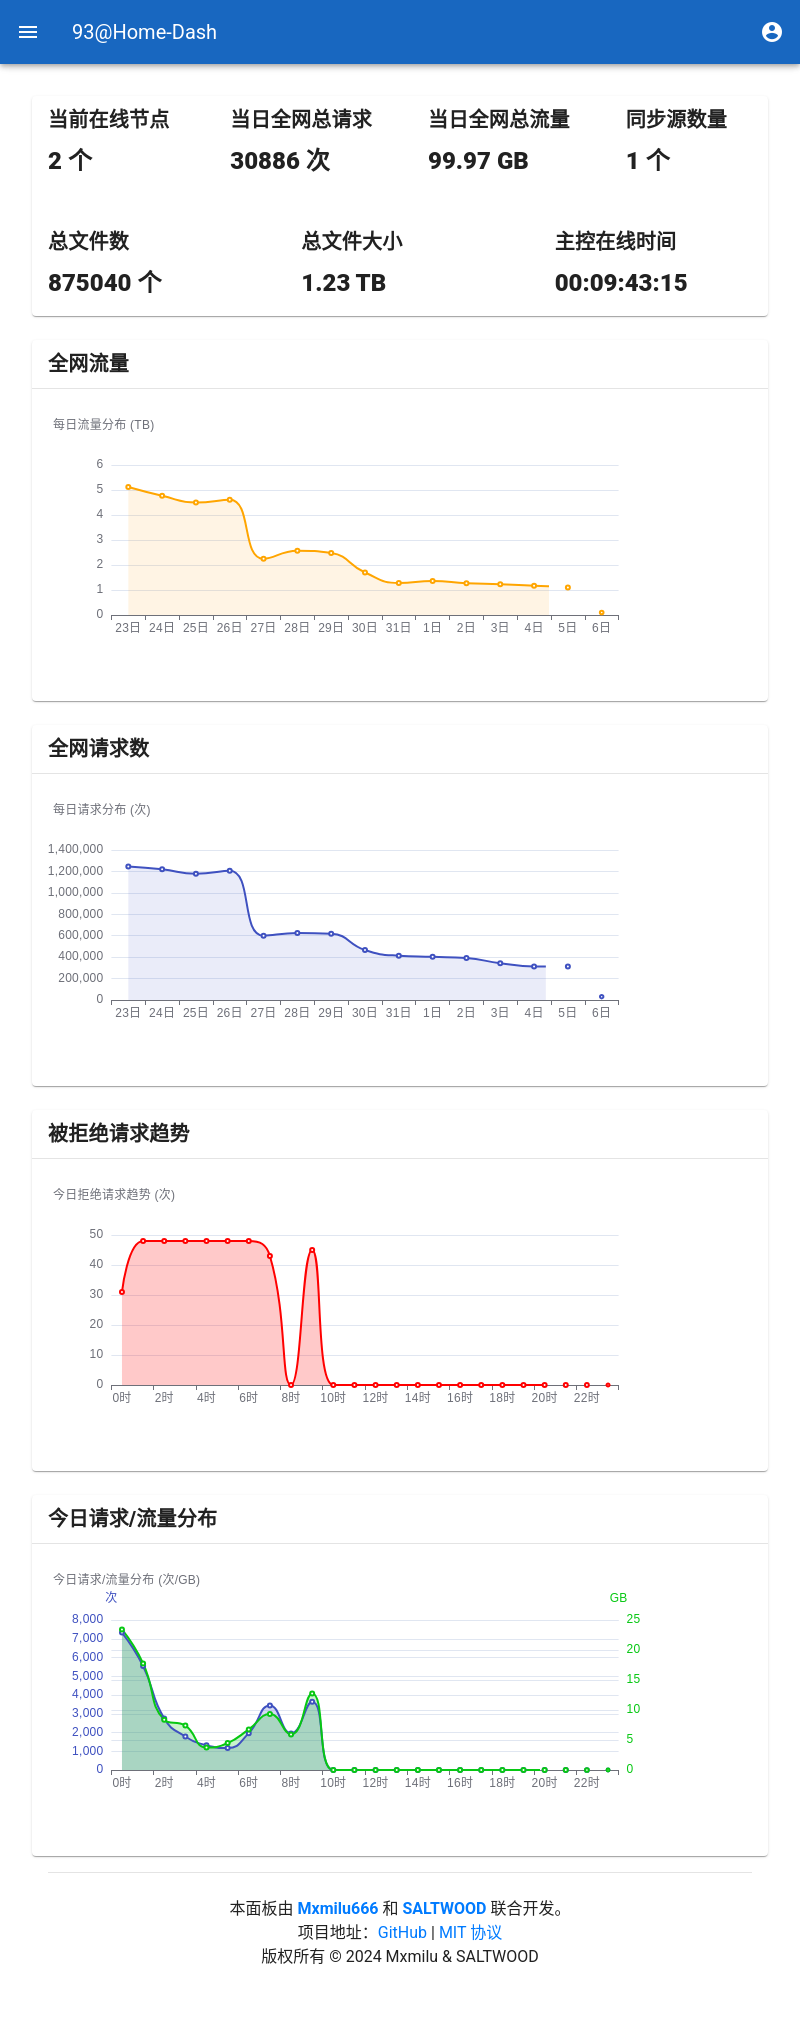 93@Home-Dash
当前在线节点 当日全网总请求 当日全网总流量 同步源数量
2 个 30886 次 99.97 GB 1 个
总文件数 总文件大小 主控在线时间
875040 个 1.23 TB 00:09:43:15
全网流量
每日流量分布 (TB)
6
5
4
3
2
1
0
23日 24日 25日 26日 27日 28日 29日 30日 31日 1日 2日 3日 4日 5日 6日
全网请求数
每日请求分布 (次)
1,400,000
1,200,000
1,000,000
800,000
600,000
400,000
200,000
0
23日 24日 25日 26日 27日 28日 29日 30日 31日 1日 2日 3日 4日 5日 6日
被拒绝请求趋势
今日拒绝请求趋势 (次)
50
40
30
20
10
0
0时 2时 4时 6时 8时 10时 12时 14时 16时 18时 20时 22时
今日请求/流量分布
今日请求/流量分布 (次/GB)
次 GB
8,000 25
7,000
6,000 20
5,000 15
4,000
3,000 10
2,000 5
1,000
0 0
0时 2时 4时 6时 8时 10时 12时 14时 16时 18时 20时 22时
本面板由 Mxmilu666 和 SALTWOOD 联合开发。
项目地址：GitHub | MIT 协议
版权所有 © 2024 Mxmilu & SALTWOOD